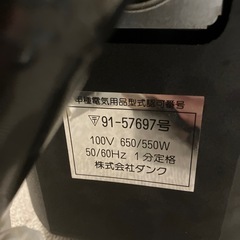 甲種電気用品型式認可番号
▽〒 91-57697号
100V 650/550W
50/60Hz 1分定格
株式会社ダンク